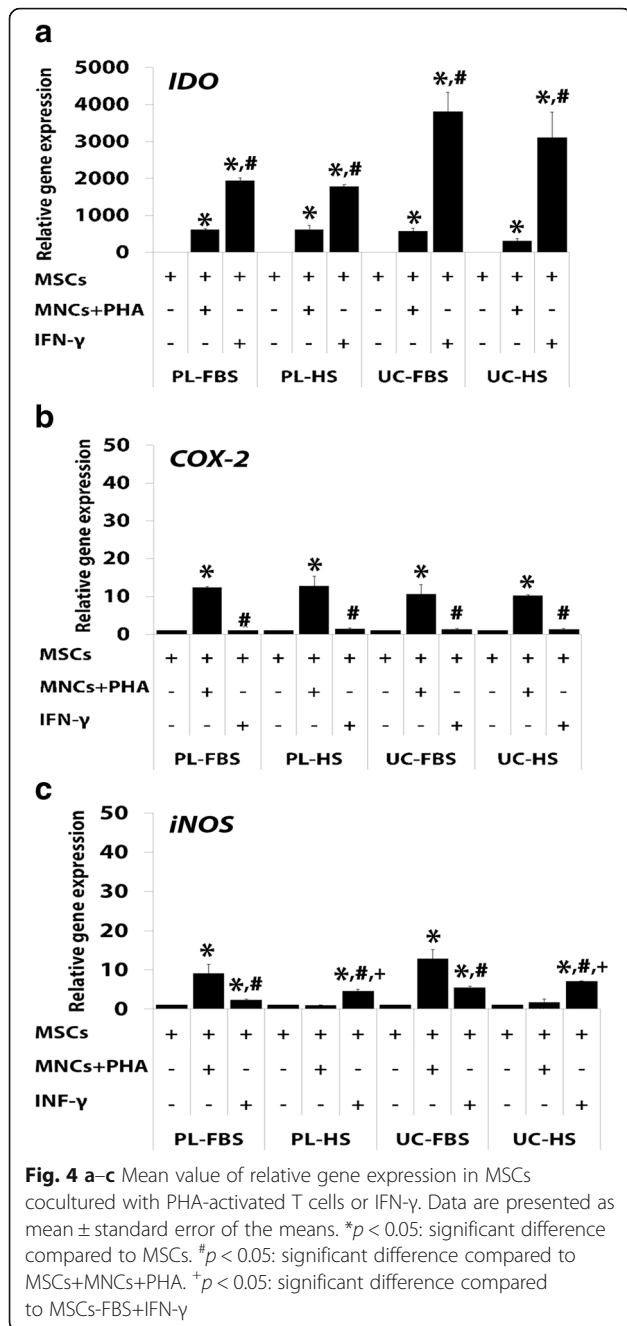 a
IDO
Relative gene expression
5000
4000
3000
2000
1000
0
* *,# * *,# * *,# * *,#
MSCs + + + + + + + + + + + +
MNCs+PHA - + - - + - - + - - + -
IFN-γ - - + - - + - - + - - +
PL-FBS PL-HS UC-FBS UC-HS
b
COX-2
Relative gene expression
50
40
30
20
10
0
* # * # * # * #
MSCs + + + + + + + + + + + +
MNCs+PHA - + - - + - - + - - + -
IFN-γ - - + - - + - - + - - +
PL-FBS PL-HS UC-FBS UC-HS
c
iNOS
Relative gene expression
50
40
30
20
10
0
* *,# *,#,+ * *,# *,#,+
MSCs + + + + + + + + + + + +
MNCs+PHA - + - - + - - + - - + -
INF-γ - - + - - + - - + - - +
PL-FBS PL-HS UC-FBS UC-HS
Fig. 4 a–c Mean value of relative gene expression in MSCs
cocultured with PHA-activated T cells or IFN-γ. Data are presented as
mean ± standard error of the means. *p < 0.05: significant difference
compared to MSCs. #p < 0.05: significant difference compared to
MSCs+MNCs+PHA. +p < 0.05: significant difference compared
to MSCs-FBS+IFN-γ